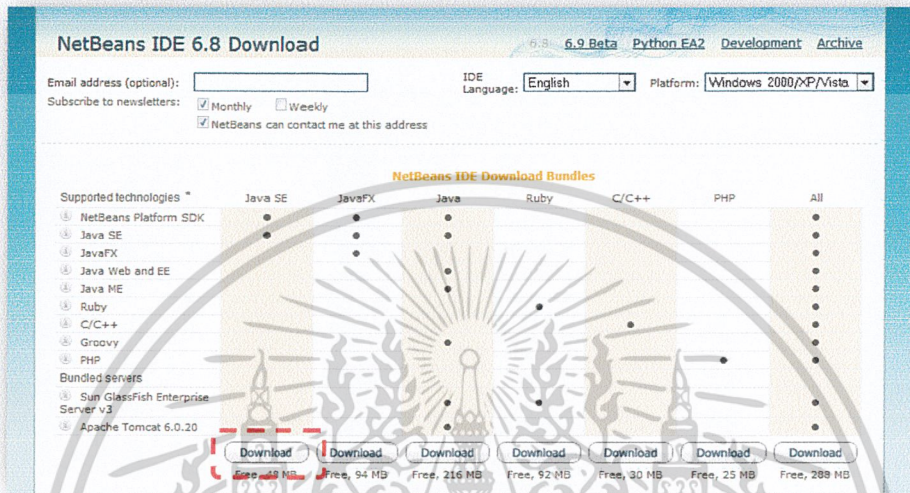 NetBeans IDE 6.8 Download
6.8 6.9 Beta Python EA2 Development Archive
Email address (optional): IDE Language: English Platform: Windows 2000/XP/Vista
Subscribe to newsletters: Monthly Weekly
NetBeans can contact me at this address
NetBeans IDE Download Bundles
Supported technologies * Java SE JavaFX Java Ruby C/C++ PHP All
NetBeans Platform SDK
Java SE
JavaFX
Java Web and EE
Java ME
Ruby
C/C++
Groovy
PHP
Bundled servers
Sun GlassFish Enterprise
Server v3
Apache Tomcat 6.0.20
Download Download Download Download Download Download Download
Free, 48 MB Free, 94 MB Free, 216 MB Free, 92 MB Free, 30 MB Free, 25 MB Free, 288 MB